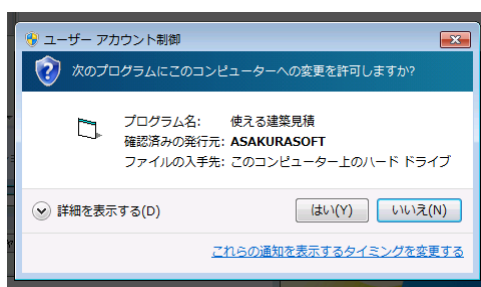 ユーザー アカウント制御
次のプログラムにこのコンピューターへの変更を許可しますか?
プログラム名: 使える建築見積
確認済みの発行元: ASAKURASOFT
ファイルの入手先: このコンピューター上のハード ドライブ
詳細を表示する(D) はい(Y) いいえ(N)
これらの通知を表示するタイミングを変更する